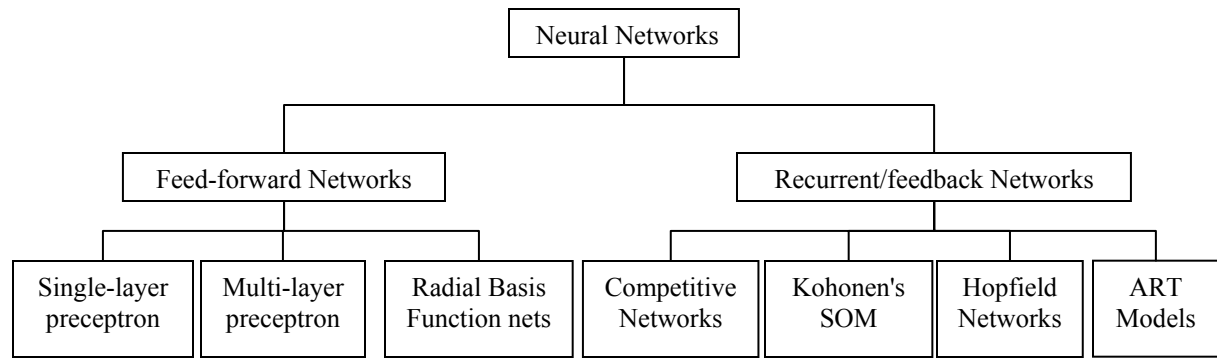 Neural Networks
Feed-forward Networks
Recurrent/feedback Networks
Single-layer
preceptron
Multi-layer
preceptron
Radial Basis
Function nets
Competitive
Networks
Kohonen's
SOM
Hopfield
Networks
ART
Models